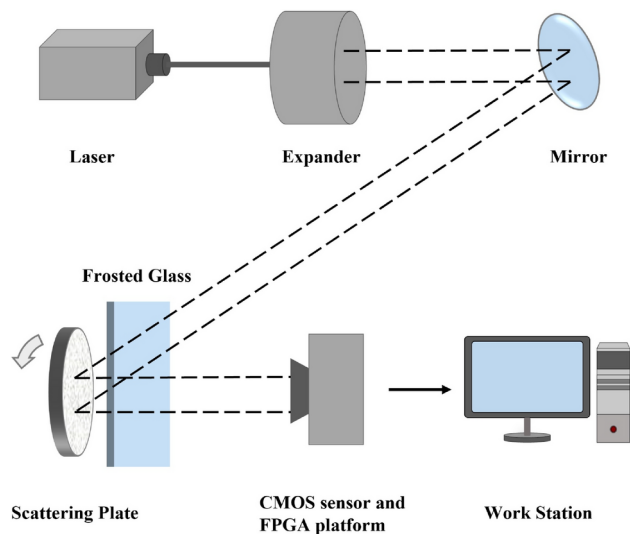 Laser
Expander
Mirror
Frosted Glass
Scattering Plate
CMOS sensor and
FPGA platform
Work Station